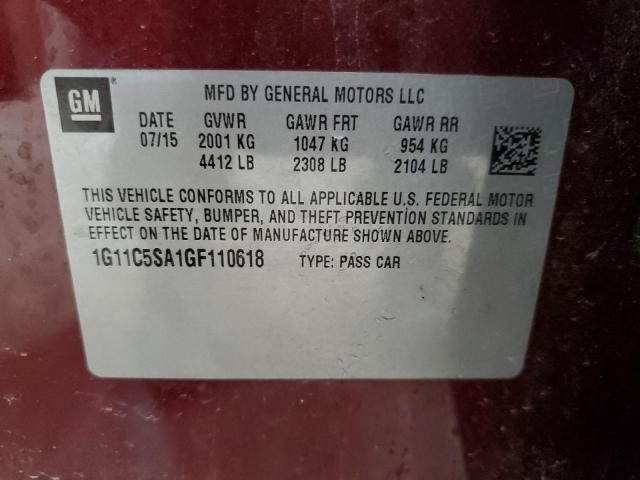 GM®
MFD BY GENERAL MOTORS LLC
DATE GVWR GAWR FRT GAWR RR
07/15 2001 KG 1047 KG 954 KG
4412 LB 2308 LB 2104 LB
THIS VEHICLE CONFORMS TO ALL APPLICABLE U.S. FEDERAL MOTOR
VEHICLE SAFETY, BUMPER, AND THEFT PREVENTION STANDARDS IN
EFFECT ON THE DATE OF MANUFACTURE SHOWN ABOVE.
1G11C5SA1GF110618 TYPE: PASS CAR